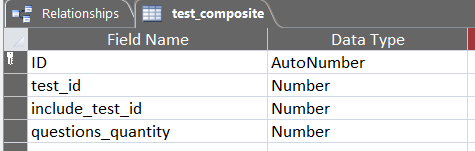 Relationships test_composite
Field Name Data Type
ID AutoNumber
test_id Number
include_test_id Number
questions_quantity Number